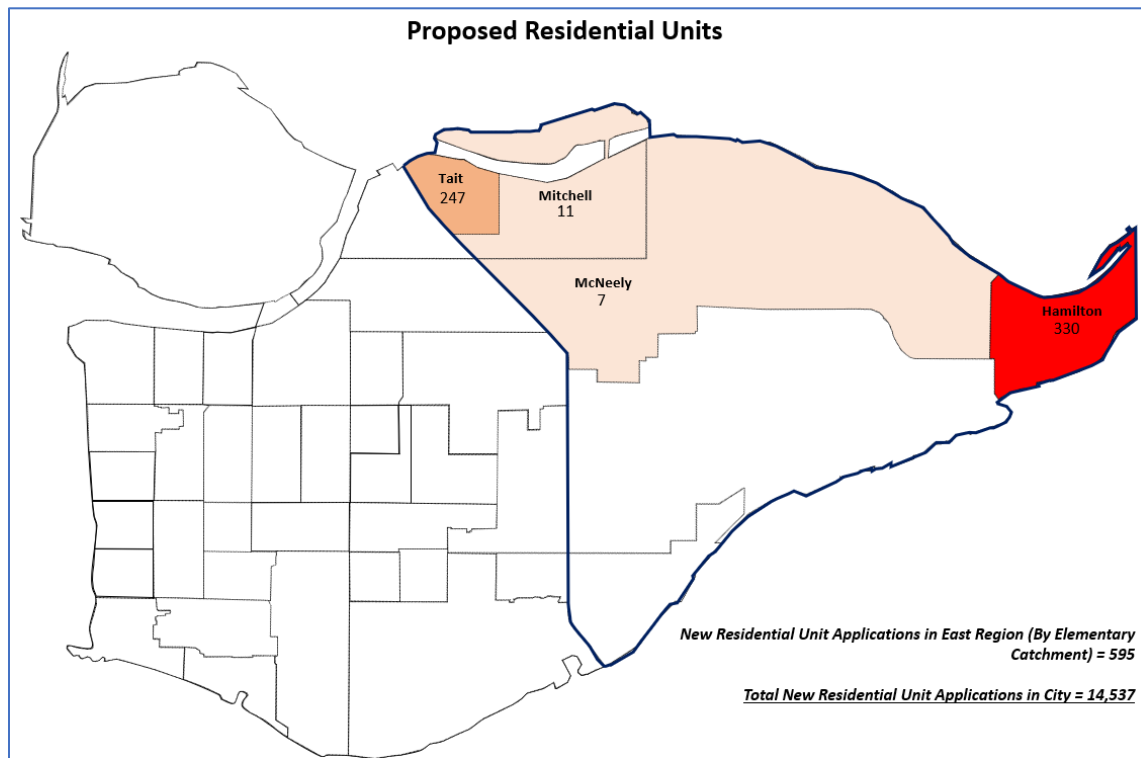 Proposed Residential Units
Tait
247
Mitchell
11
McNeely
7
Hamilton
330
New Residential Unit Applications in East Region (By Elementary
Catchment) = 595
Total New Residential Unit Applications in City = 14,537